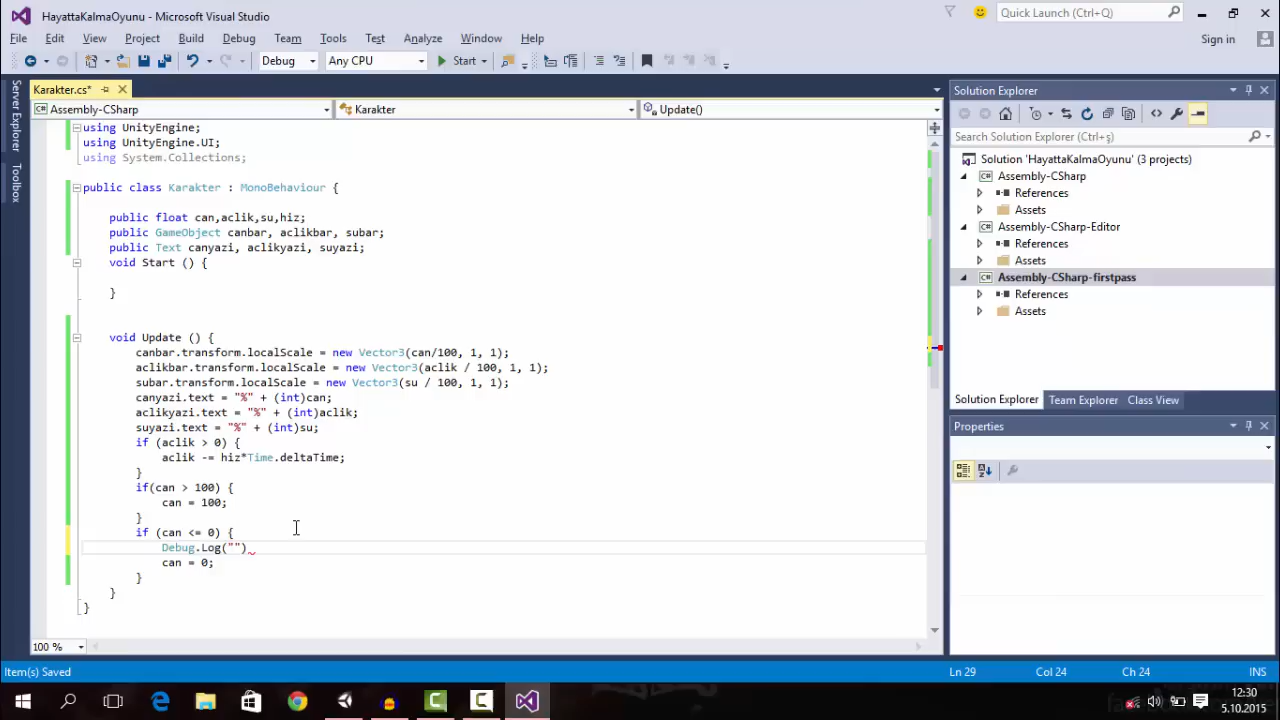 HayattaKalmaOyunu - Microsoft Visual Studio
Quick Launch (Ctrl+Q)
File Edit View Project Build Debug Team Tools Test Analyze Window Help
Sign in
Debug Any CPU Start
Server Explorer
Toolbox
Karakter.cs*
Assembly-CSharp Karakter Update()
using UnityEngine;
using UnityEngine.UI;
using System.Collections;
public class Karakter : MonoBehaviour {
public float can,aclik,su,hiz;
public GameObject canbar, aclikbar, subar;
public Text canyazi, aclikyazi, suyazi;
void Start () {
}
void Update () {
canbar.transform.localScale = new Vector3(can/100, 1, 1);
aclikbar.transform.localScale = new Vector3(aclik / 100, 1, 1);
subar.transform.localScale = new Vector3(su / 100, 1, 1);
canyazi.text = "%" + (int)can;
aclikyazi.text = "%" + (int)aclik;
suyazi.text = "%" + (int)su;
if (aclik > 0) {
aclik -= hiz*Time.deltaTime;
}
if(can > 100) {
can = 100;
}
if (can <= 0) {
Debug.Log("")
can = 0;
}
}
}
100 %
Solution Explorer
Search Solution Explorer (Ctrl+ş)
Solution 'HayattaKalmaOyunu' (3 projects)
Assembly-CSharp
References
Assets
Assembly-CSharp-Editor
References
Assets
Assembly-CSharp-firstpass
References
Assets
Solution Explorer Team Explorer Class View
Properties
Item(s) Saved Ln 29 Col 24 Ch 24 INS
12:30
5.10.2015